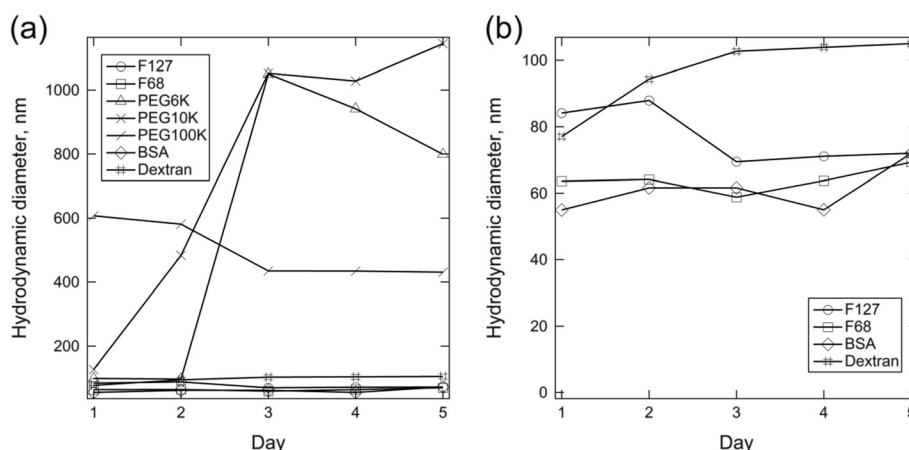 (a)
Hydrodynamic diameter, nm
1000
800
600
400
200
F127
F68
PEG6K
PEG10K
PEG100K
BSA
Dextran
1 2 3 4 5
Day
(b)
Hydrodynamic diameter, nm
100
80
60
40
20
0
F127
F68
BSA
Dextran
1 2 3 4 5
Day